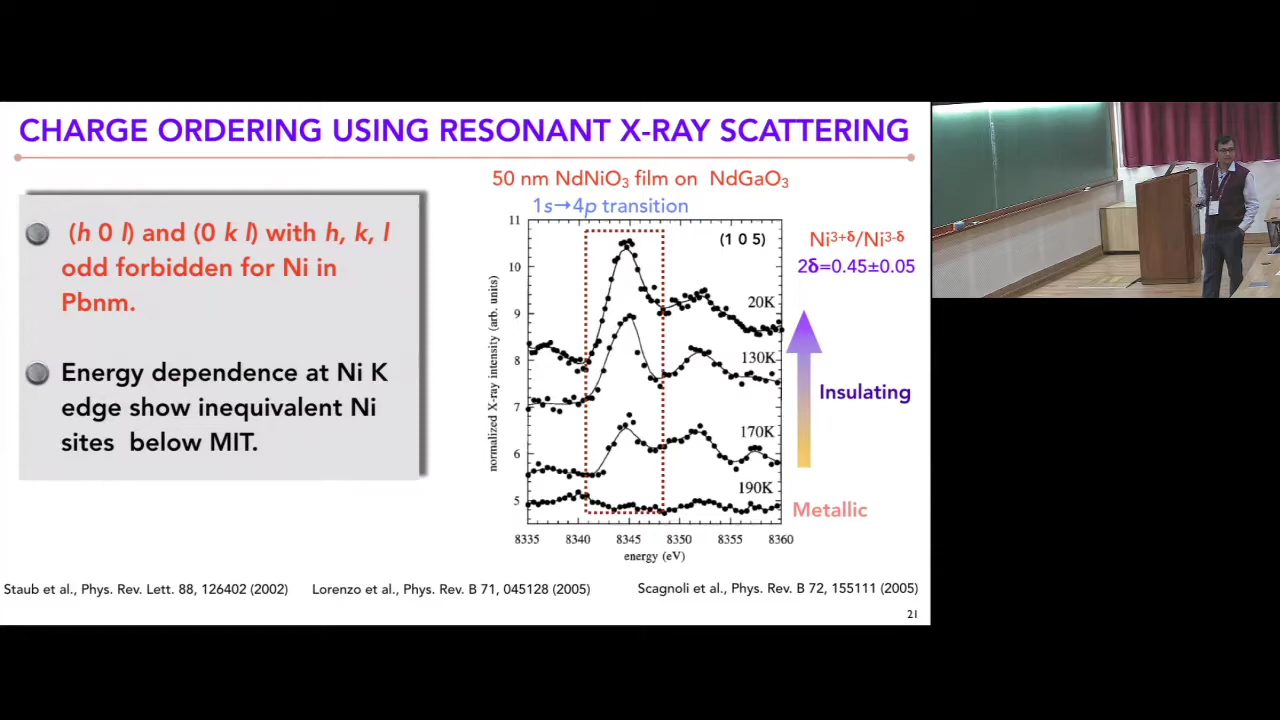 CHARGE ORDERING USING RESONANT X-RAY SCATTERING
(h 0 l) and (0 k l) with h, k, l
odd forbidden for Ni in
Pbnm.
Energy dependence at Ni K
edge show inequivalent Ni
sites below MIT.
50 nm NdNiO₃ film on NdGaO₃
1s→4p transition
(1 0 5)
11
10
9
8
7
6
5
normalized X-ray intensity (arb. units)
20K
130K
170K
190K
8335 8340 8345 8350 8355 8360
energy (eV)
Ni³⁺ᵟ/Ni³⁻ᵟ
2δ=0.45±0.05
Insulating
Metallic
Staub et al., Phys. Rev. Lett. 88, 126402 (2002) Lorenzo et al., Phys. Rev. B 71, 045128 (2005) Scagnoli et al., Phys. Rev. B 72, 155111 (2005)
21